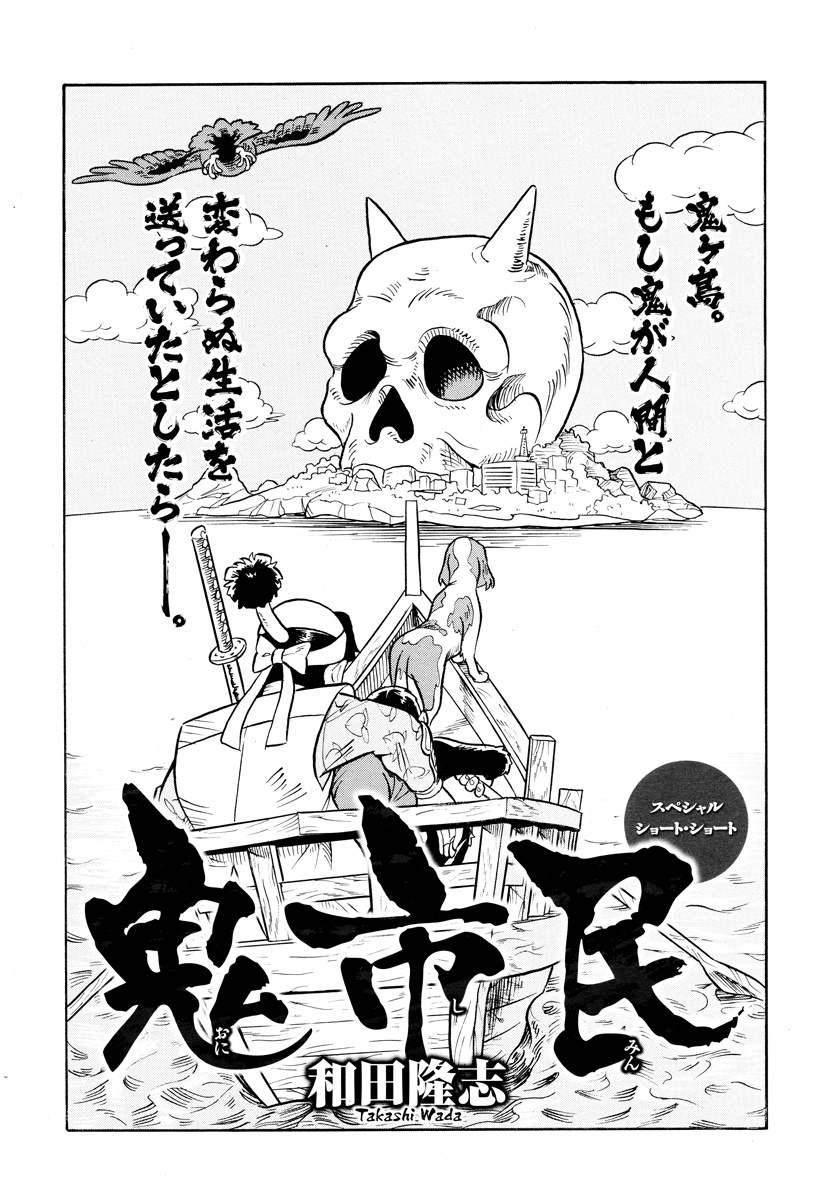 鬼ヶ島。
もし鬼が人間と
変わらぬ生活を
送っていたとしたら―。
スペシャル
ショート・ショート
鬼市民
おにしみん
和田隆志
Takashi Wada